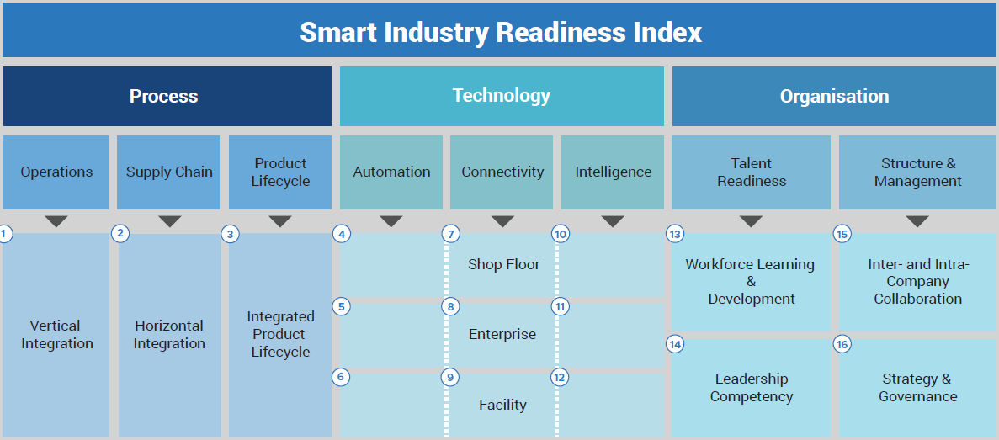 Smart Industry Readiness Index
Process
Technology
Organisation
Operations
Supply Chain
Product
Lifecycle
Automation
Connectivity
Intelligence
Talent
Readiness
Structure &
Management
1
Vertical
Integration
2
Horizontal
Integration
3
Integrated
Product
Lifecycle
4
7
10
Shop Floor
5
8
11
Enterprise
6
9
12
Facility
13
Workforce Learning
&
Development
14
Leadership
Competency
15
Inter- and Intra-
Company
Collaboration
16
Strategy &
Governance